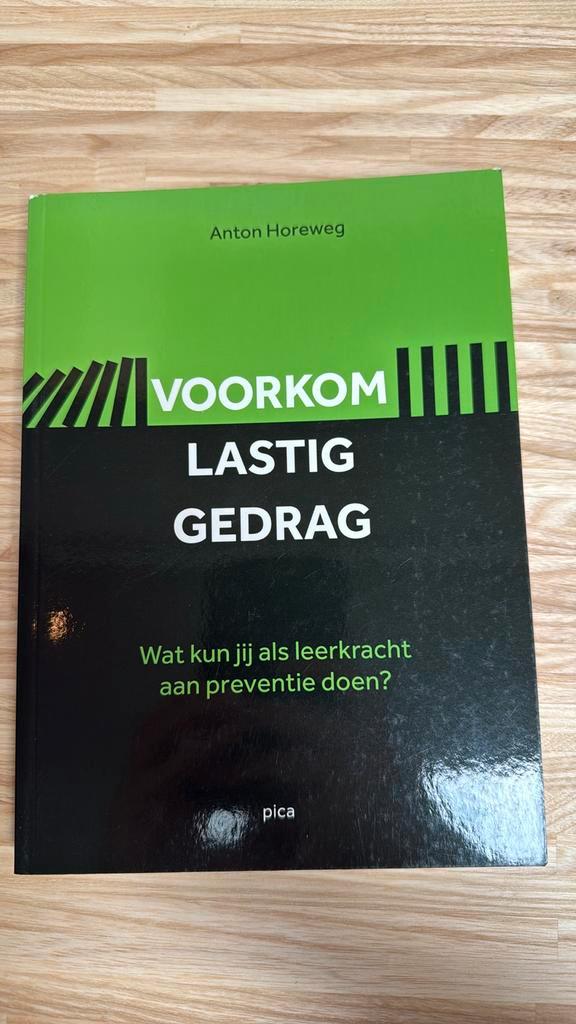 Anton Horeweg
VOORKOM
LASTIG
GEDRAG
Wat kun jij als leerkracht
aan preventie doen?
pica